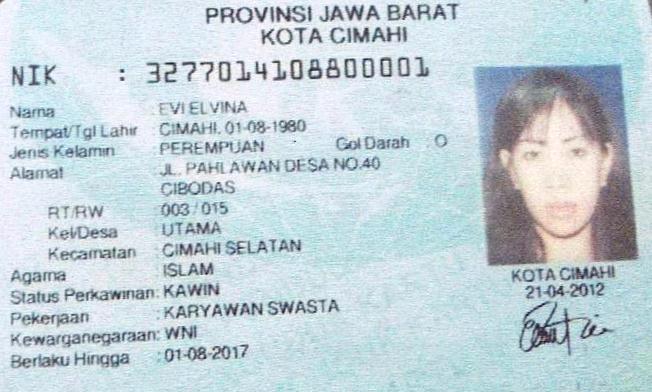 PROVINSI JAWA BARAT
KOTA CIMAHI
NIK : 3277014108800001
Nama : EVI ELVINA
Tempat/Tgl Lahir : CIMAHI, 01-08-1980
Jenis Kelamin : PEREMPUAN Gol Darah : O
Alamat : JL. PAHLAWAN DESA NO.40
CIBODAS
RT/RW : 003 / 015
Kel/Desa : UTAMA
Kecamatan : CIMAHI SELATAN
Agama : ISLAM
Status Perkawinan: KAWIN
Pekerjaan : KARYAWAN SWASTA
Kewarganegaraan: WNI
Berlaku Hingga : 01-08-2017
KOTA CIMAHI
21-04-2012